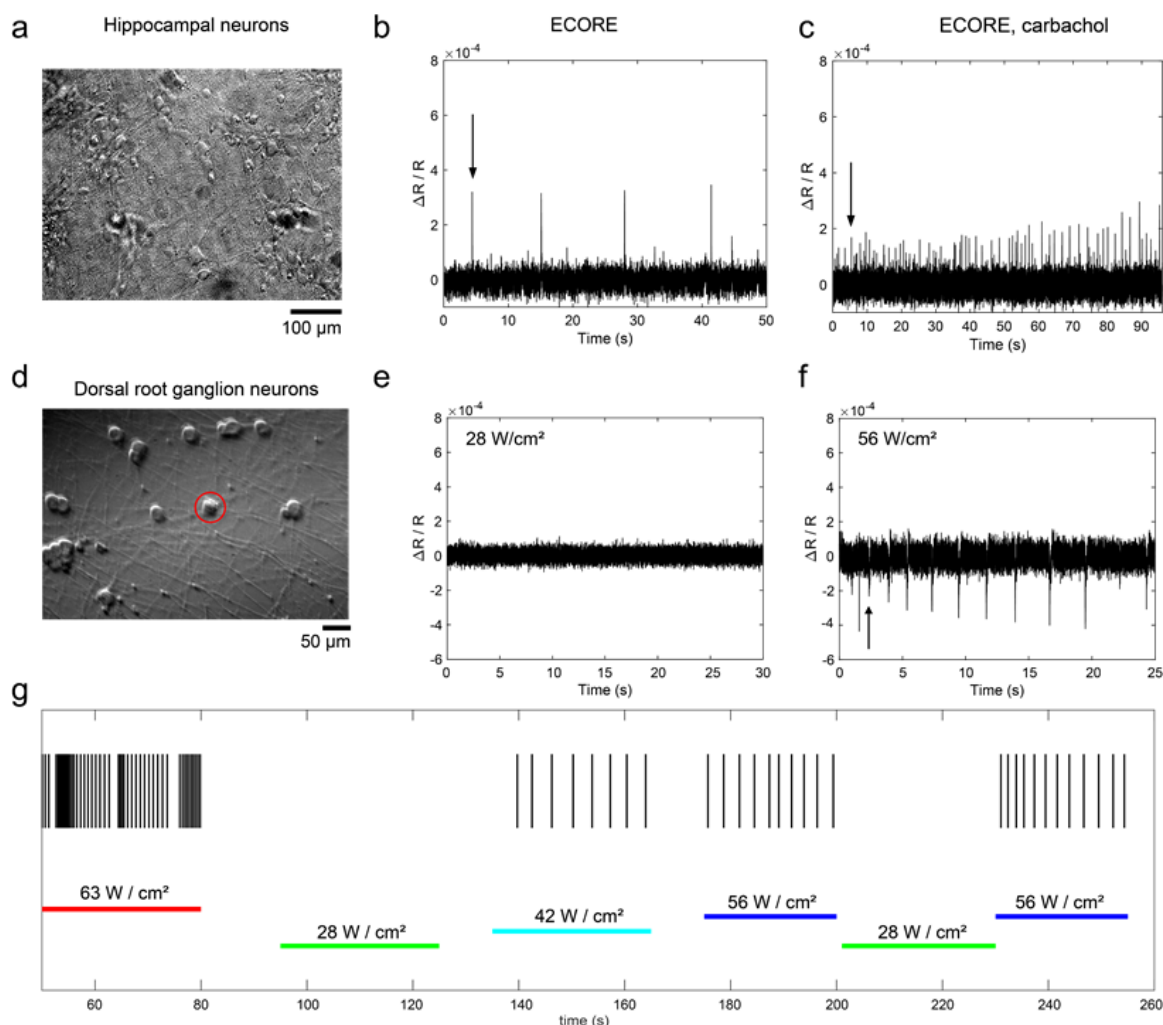 a Hippocampal neurons
100 μm
b ECORE
×10⁻⁴
8
6
4
2
0
ΔR / R
0 10 20 30 40 50
Time (s)
c ECORE, carbachol
×10⁻⁴
8
6
4
2
0
ΔR / R
0 10 20 30 40 50 60 70 80 90
Time (s)
d Dorsal root ganglion neurons
50 μm
e
×10⁻⁴
28 W/cm²
8
6
4
2
0
-2
-4
-6
ΔR / R
0 5 10 15 20 25 30
Time (s)
f
×10⁻⁴
56 W/cm²
8
6
4
2
0
-2
-4
-6
ΔR / R
0 5 10 15 20 25
Time (s)
g
63 W / cm²
28 W / cm²
42 W / cm²
56 W / cm²
28 W / cm²
56 W / cm²
60 80 100 120 140 160 180 200 220 240 260
time (s)